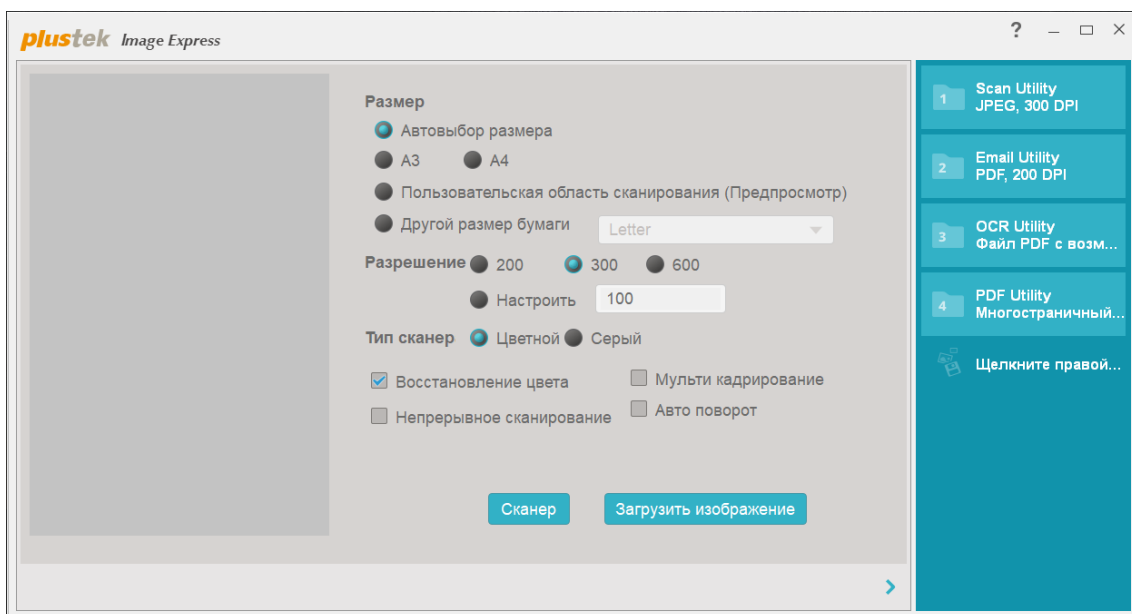 plustek Image Express
?
Размер
Автовыбор размера
A3 A4
Пользовательская область сканирования (Предпросмотр)
Другой размер бумаги Letter
Разрешение 200 300 600
Настроить 100
Тип сканер Цветной Серый
Восстановление цвета Мульти кадрирование
Непрерывное сканирование Авто поворот
Сканер Загрузить изображение
1 Scan Utility
JPEG, 300 DPI
2 Email Utility
PDF, 200 DPI
3 OCR Utility
Файл PDF с возм...
4 PDF Utility
Многостраничный...
Щелкните правой...